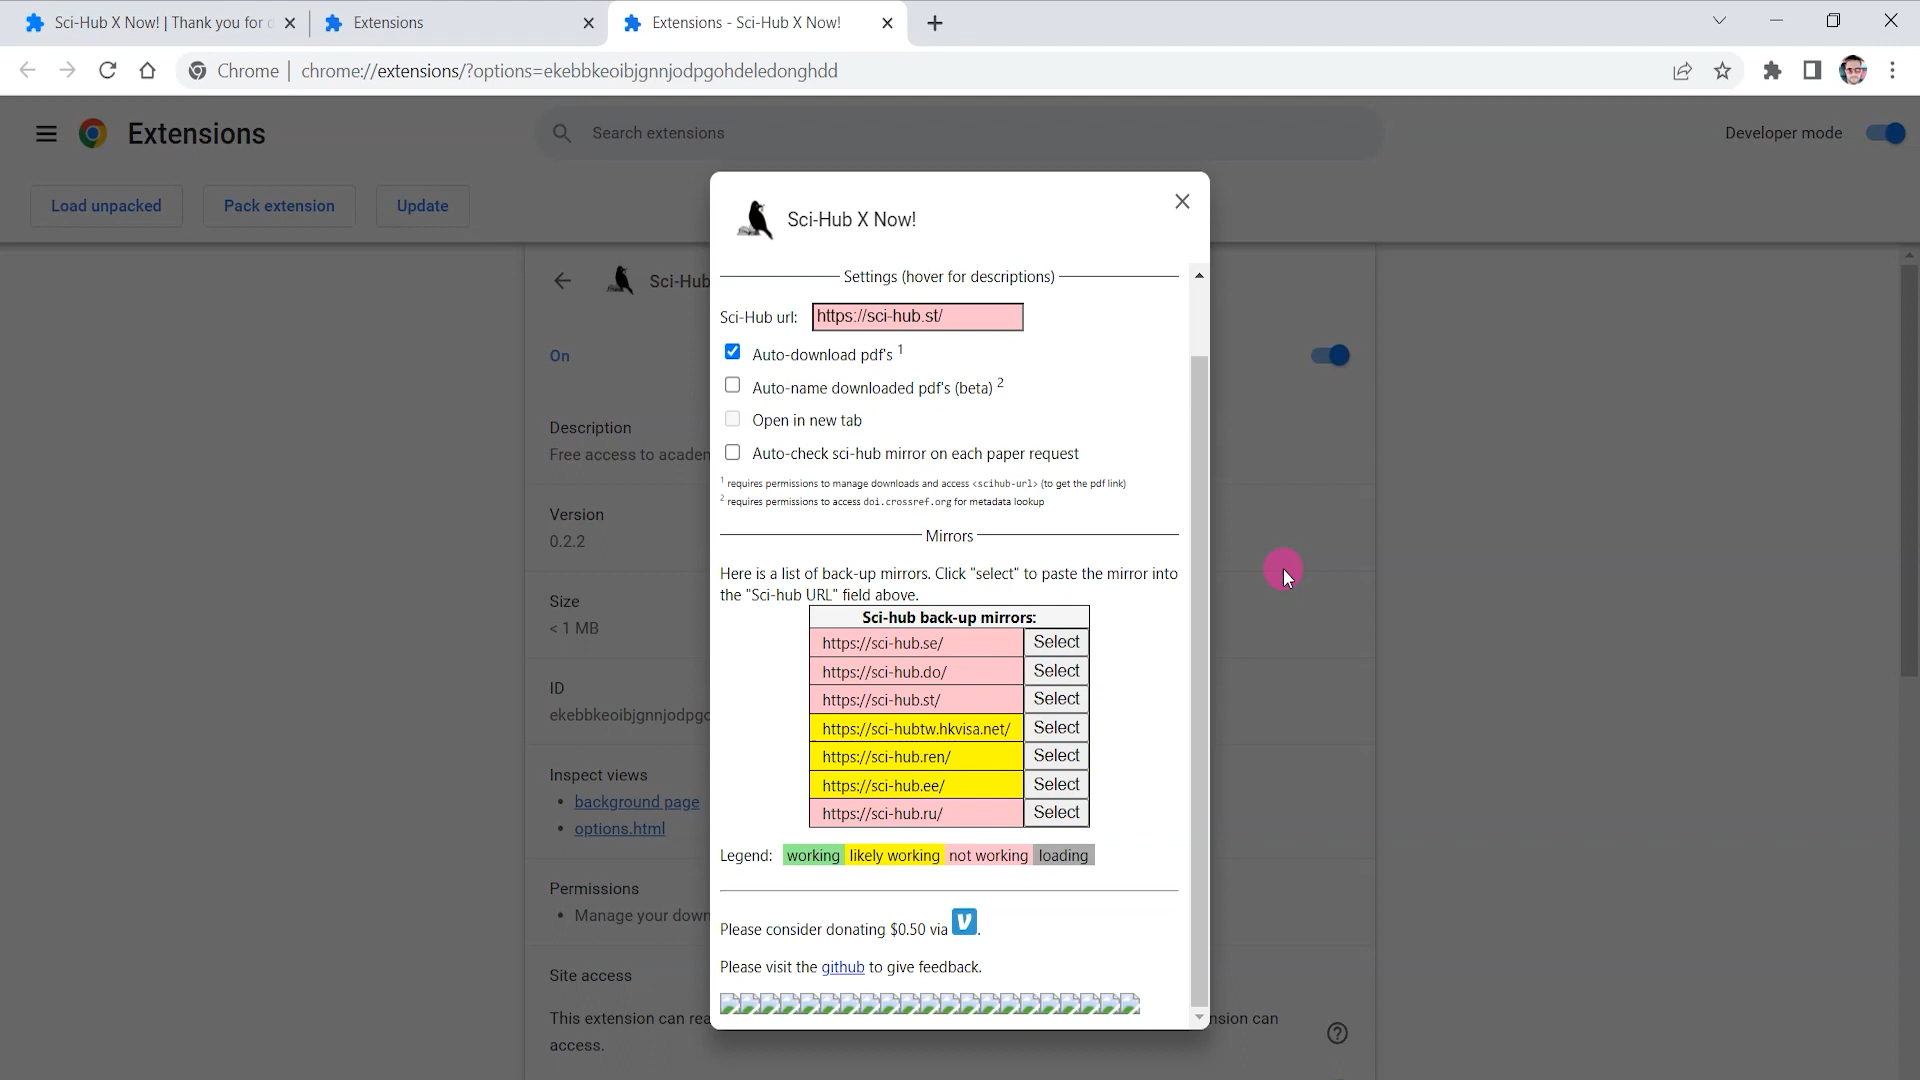 Sci-Hub X Now! | Thank you for
Extensions
Extensions - Sci-Hub X Now!
Chrome | chrome://extensions/?options=ekebbkeoibjgnnjodpgohdeledonghdd
Extensions
Search extensions
Developer mode
Load unpacked
Pack extension
Update
Sci-Hub
On
Description
Free access to
Version
0.2.2
Size
< 1 MB
ID
ekebbkeoibjgnnjodpgo
Inspect views
• background page
• options.html
Permissions
• Manage your
Site access
This extension can
access.
can
Sci-Hub X Now!
Settings (hover for descriptions)
Sci-Hub url: https://sci-hub.st/
Auto-download pdf's 1
Auto-name downloaded pdf's (beta) 2
Open in new tab
Auto-check sci-hub mirror on each paper request
1 requires permissions to manage downloads and access <scihub-url> (to get the pdf link)
2 requires permissions to access doi.crossref.org for metadata lookup
Mirrors
Here is a list of back-up mirrors. Click "select" to paste the mirror into
the "Sci-hub URL" field above.
Sci-hub back-up mirrors:
https://sci-hub.se/ Select
https://sci-hub.do/ Select
https://sci-hub.st/ Select
https://sci-hubtw.hkvisa.net/ Select
https://sci-hub.ren/ Select
https://sci-hub.ee/ Select
https://sci-hub.ru/ Select
Legend: working likely working not working loading
Please consider donating $0.50 via V.
Please visit the github to give feedback.